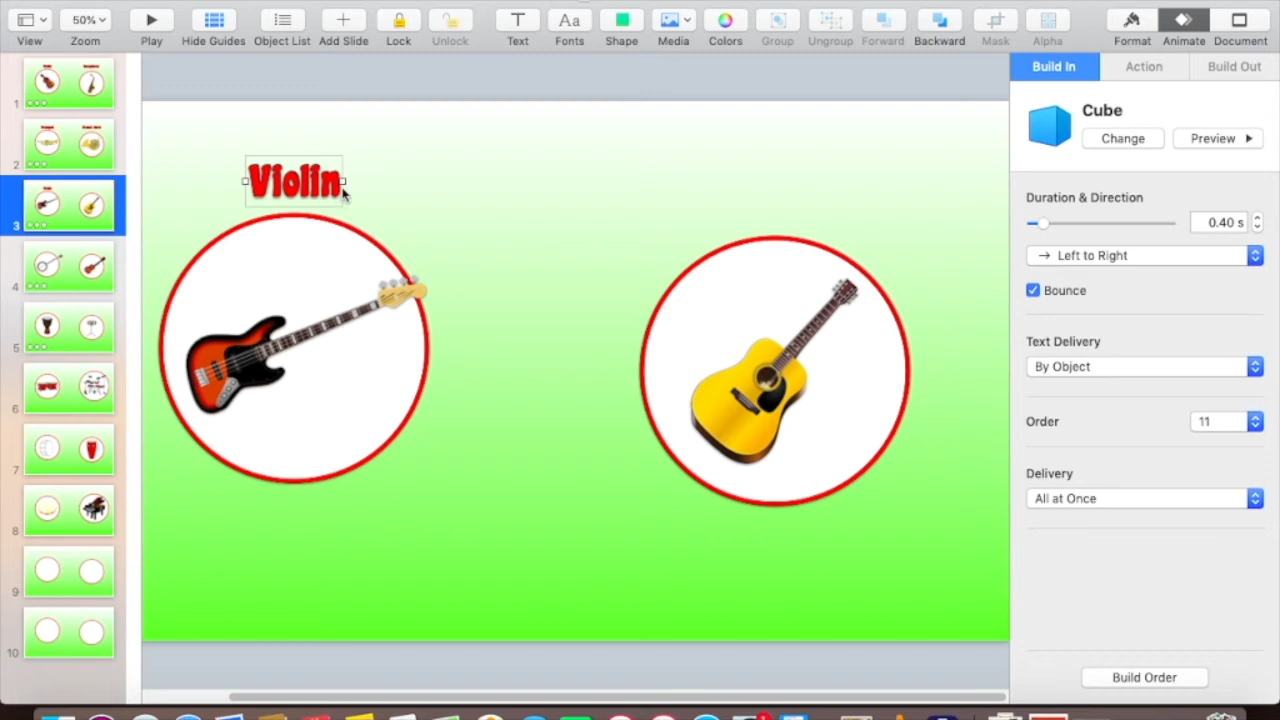 View
50%
Zoom
Play
Hide Guides
Object List
Add Slide
Lock
Unlock
T
Text
Aa
Fonts
Shape
Media
Colors
Group
Ungroup
Forward
Backward
Mask
Alpha
Format
Animate
Document
Build In
Action
Build Out
Cube
Change
Preview
Duration & Direction
0.40 s
→ Left to Right
Bounce
Text Delivery
By Object
Order
11
Delivery
All at Once
Build Order
Violin
1
2
3
4
5
6
7
8
9
10